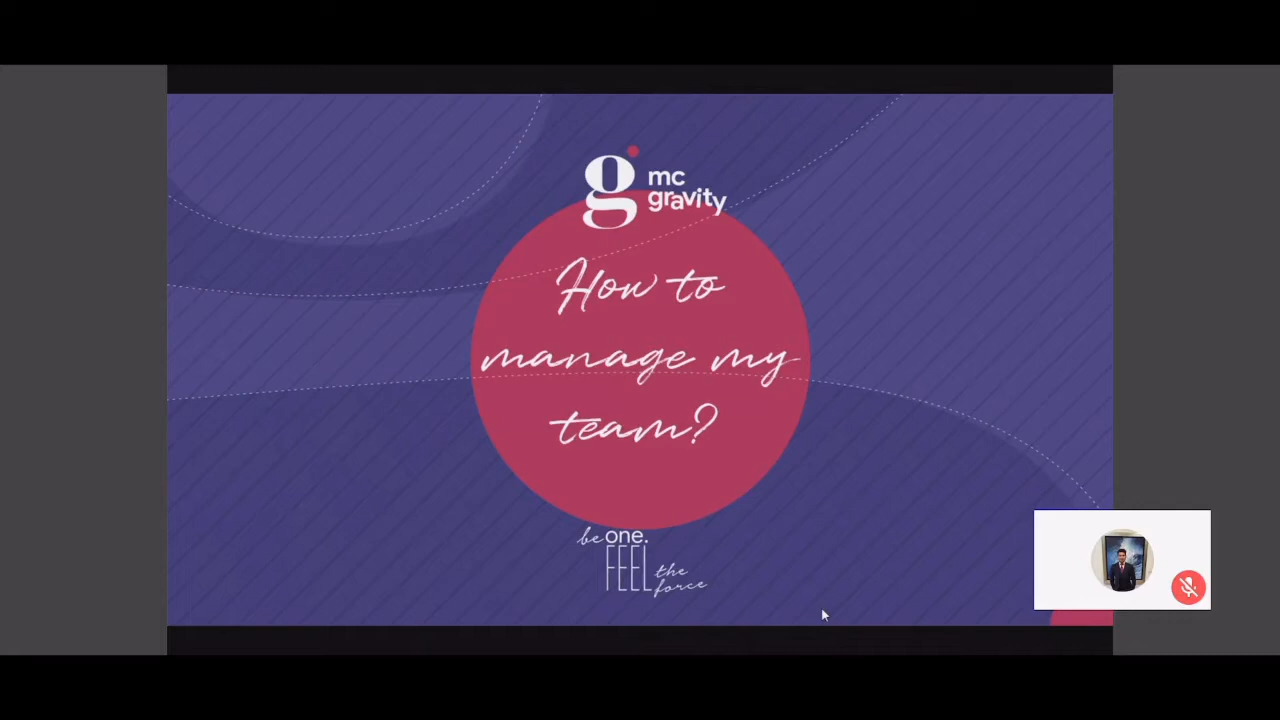 g mc
gravity
How to
manage my
team?
be one.
FEEL the
force